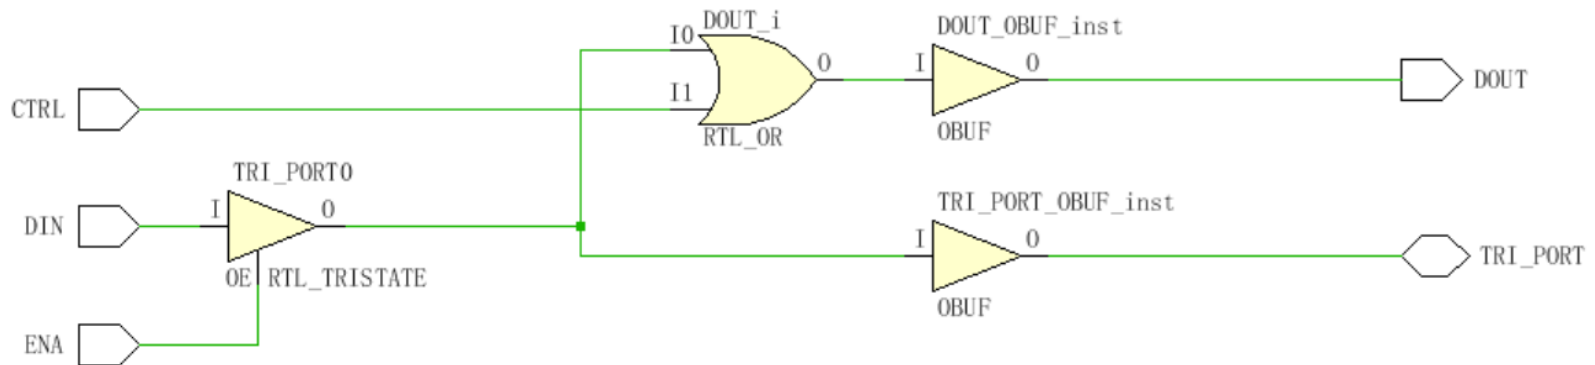 DOUT_i
DOUT_OBUF_inst
I0
O
I
O
DOUT
I1
CTRL
RTL_OR
OBUF
TRI_PORT0
TRI_PORT_OBUF_inst
I
O
DIN
I
O
TRI_PORT
OE
RTL_TRISTATE
OBUF
ENA